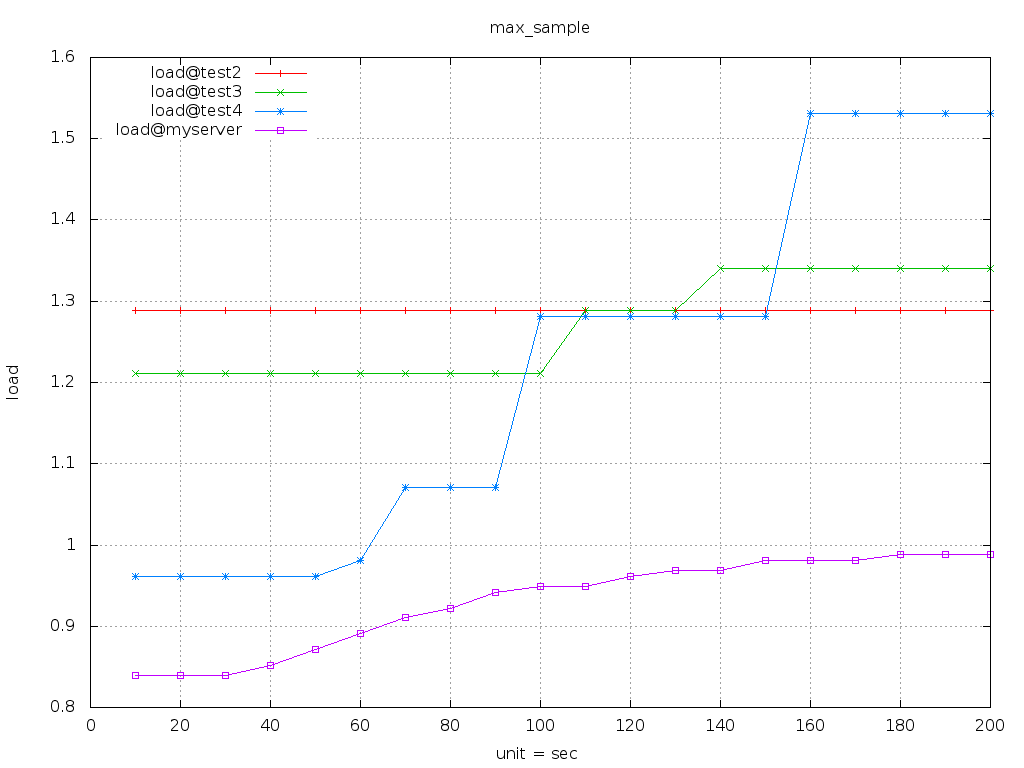 max_sample
1.6
1.5
1.4
1.3
1.2
1.1
1
0.9
0.8
load
load@test2
load@test3
load@test4
load@myserver
0 20 40 60 80 100 120 140 160 180 200
unit = sec